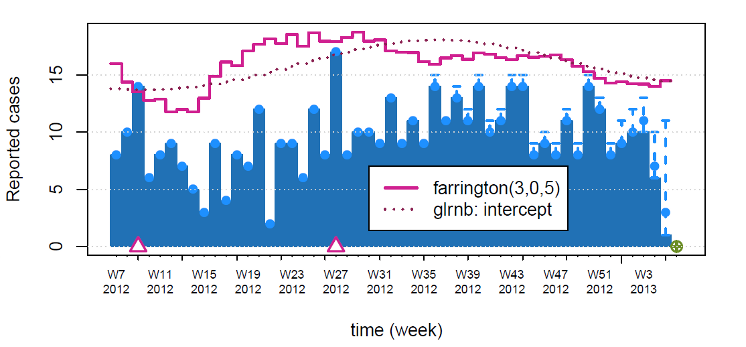 Reported cases
15
10
5
0
farrington(3,0,5)
glrnb: intercept
W7 W11 W15 W19 W23 W27 W31 W35 W39 W43 W47 W51 W3
2012 2012 2012 2012 2012 2012 2012 2012 2012 2012 2012 2012 2013
time (week)